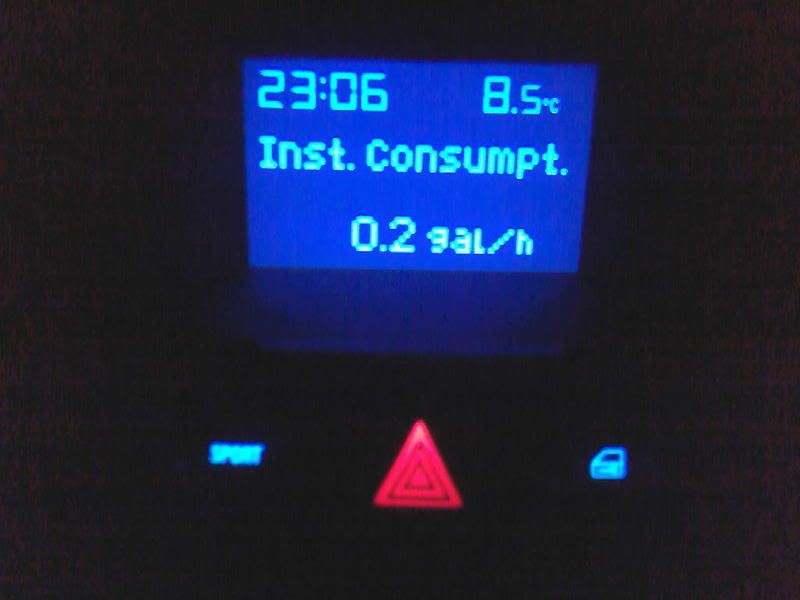 23:06 8.5°C
Inst. Consumpt.
0.2 gal/h
SPORT